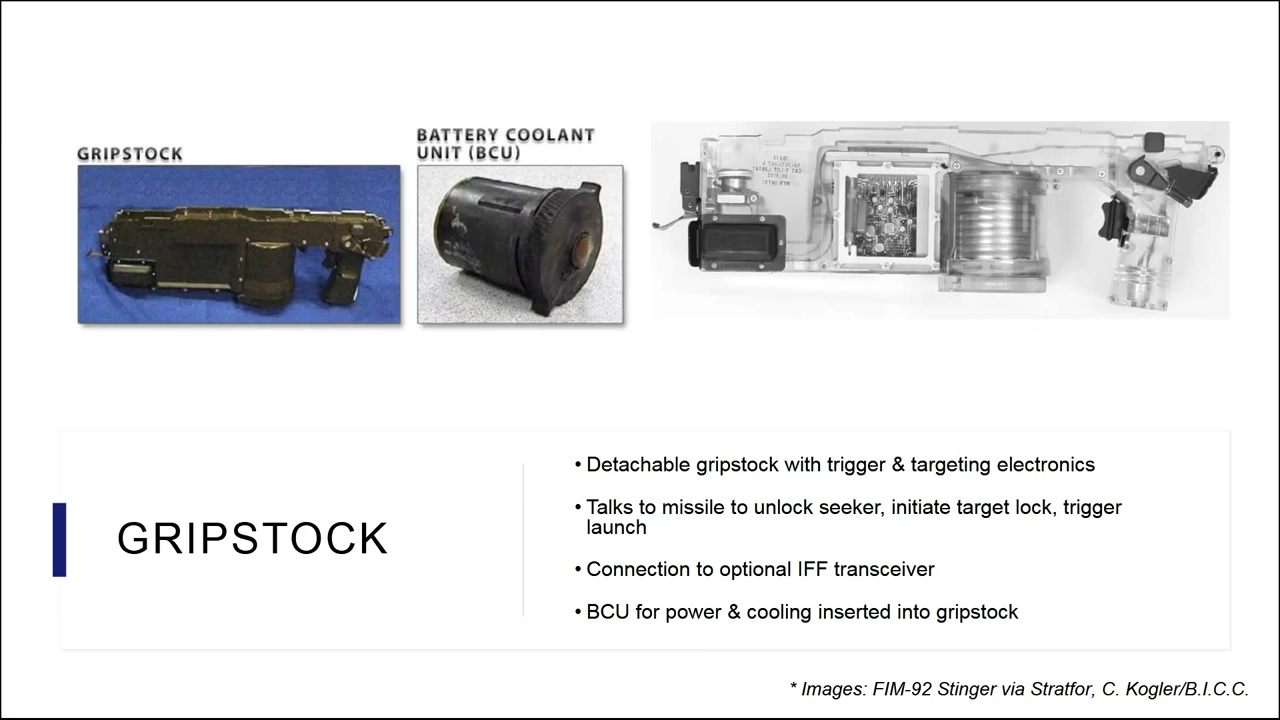 GRIPSTOCK
BATTERY COOLANT
UNIT (BCU)
GRIPSTOCK
• Detachable gripstock with trigger & targeting electronics
• Talks to missile to unlock seeker, initiate target lock, trigger
launch
• Connection to optional IFF transceiver
• BCU for power & cooling inserted into gripstock
* Images: FIM-92 Stinger via Stratfor, C. Kogler/B.I.C.C.